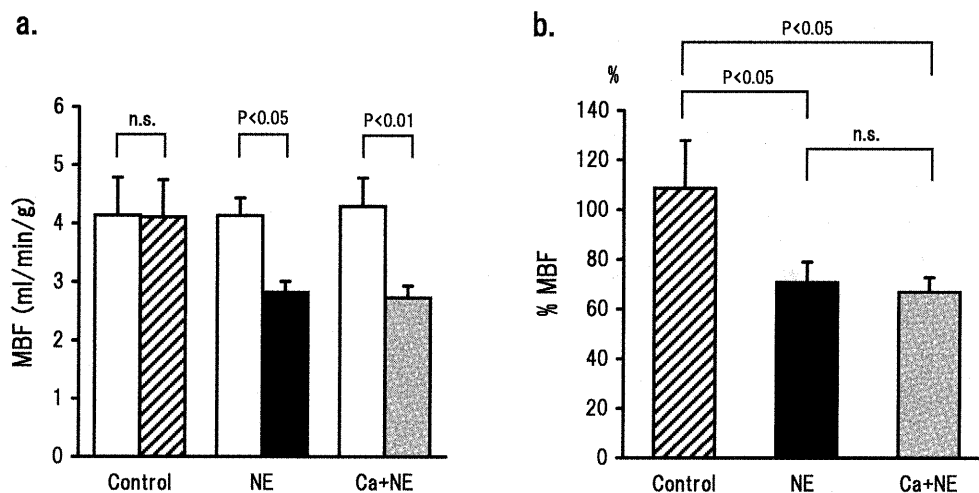 a.
n.s.
P<0.05
P<0.01
MBF (ml/min/g)
6
5
4
3
2
1
0
Control
NE
Ca+NE
b.
P<0.05
P<0.05
n.s.
%
% MBF
140
120
100
80
60
40
20
0
Control
NE
Ca+NE